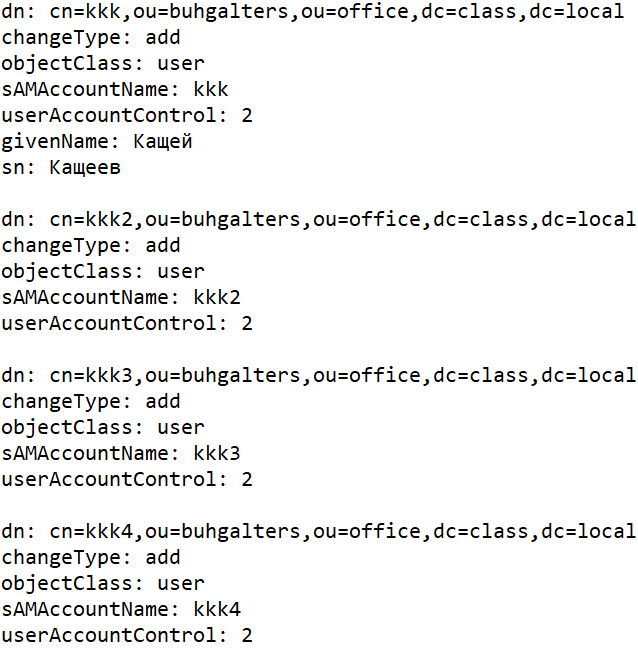 dn: cn=kkk,ou=buhgalters,ou=office,dc=class,dc=local
changeType: add
objectClass: user
sAMAccountName: kkk
userAccountControl: 2
givenName: Кащей
sn: Кащеев

dn: cn=kkk2,ou=buhgalters,ou=office,dc=class,dc=local
changeType: add
objectClass: user
sAMAccountName: kkk2
userAccountControl: 2

dn: cn=kkk3,ou=buhgalters,ou=office,dc=class,dc=local
changeType: add
objectClass: user
sAMAccountName: kkk3
userAccountControl: 2

dn: cn=kkk4,ou=buhgalters,ou=office,dc=class,dc=local
changeType: add
objectClass: user
sAMAccountName: kkk4
userAccountControl: 2